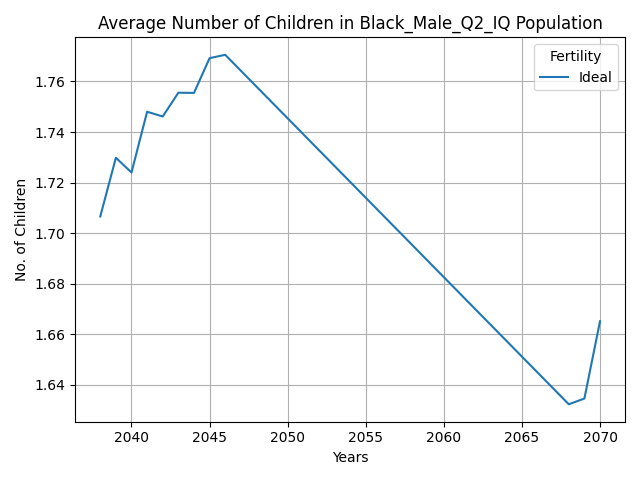 Average Number of Children in Black_Male_Q2_IQ Population
Fertility
Ideal
No. of Children
1.76
1.74
1.72
1.70
1.68
1.66
1.64
2040 2045 2050 2055 2060 2065 2070
Years